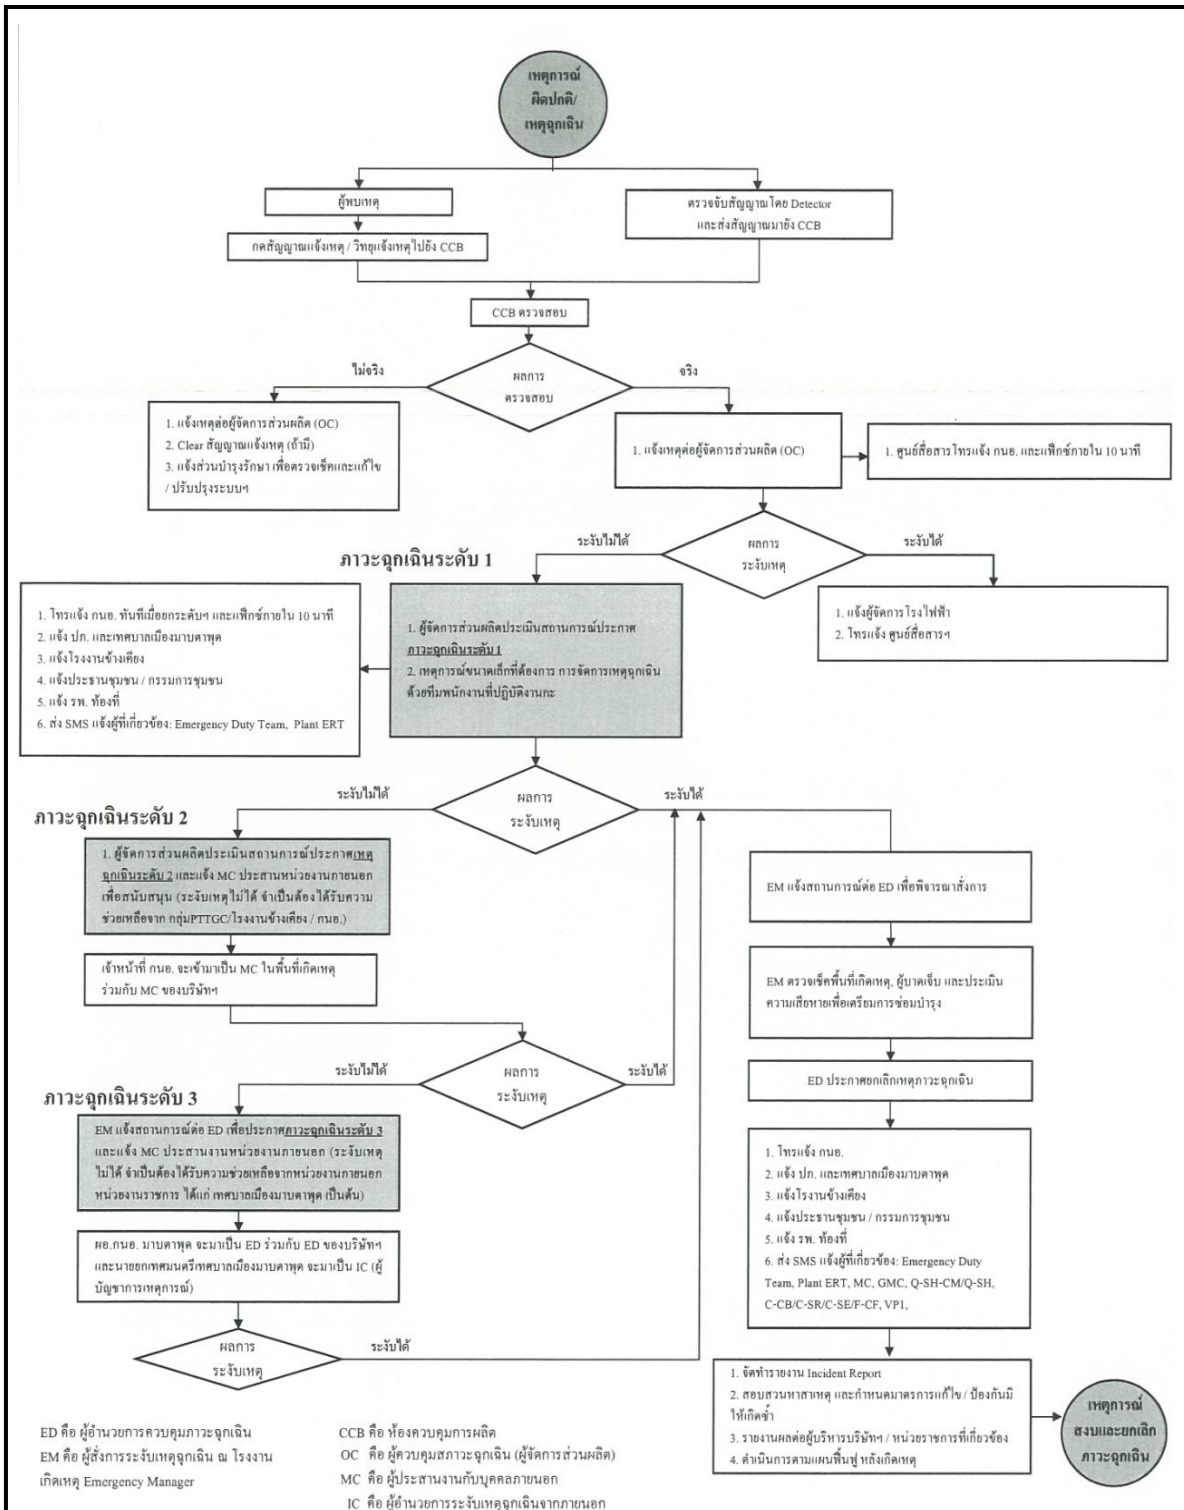 เหตุการณ์
ผิดปกติ/
เหตุฉุกเฉิน
ผู้พบเหตุ
ตรวจจับสัญญาณโดย Detector
และส่งสัญญาณมายัง CCB
กดสัญญาณแจ้งเหตุ / วิทยุแจ้งเหตุไปยัง CCB
CCB ตรวจสอบ
ไม่จริง
ผลการ
ตรวจสอบ
จริง
1. แจ้งเหตุต่อผู้จัดการส่วนผลิต (OC)
2. Clear สัญญาณแจ้งเหตุ (ถ้ามี)
3. แจ้งส่วนบำรุงรักษา เพื่อตรวจเช็คและแก้ไข
/ ปรับปรุงระบบฯ
1. แจ้งเหตุต่อผู้จัดการส่วนผลิต (OC)
1. ศูนย์สื่อสารโทรแจ้ง กนอ. และแฟ็กซ์ภายใน 10 นาที
ระงับไม่ได้
ผลการ
ระงับเหตุ
ระงับได้
ภาวะฉุกเฉินระดับ 1
1. โทรแจ้ง กนอ. ทันทีเมื่อยกระดับฯ และแฟ็กซ์ภายใน 10 นาที
2. แจ้ง ปภ. และเทศบาลเมืองมาบตาพุด
3. แจ้งโรงงานข้างเคียง
4. แจ้งประธานชุมชน / กรรมการชุมชน
5. แจ้ง รพ. ท้องที่
6. ส่ง SMS แจ้งผู้ที่เกี่ยวข้อง: Emergency Duty Team, Plant ERT
1. ผู้จัดการส่วนผลิตประเมินสถานการณ์ประกาศ
ภาวะฉุกเฉินระดับ 1
2. เหตุการณ์ขนาดเล็กที่ต้องการ การจัดการเหตุฉุกเฉิน
ด้วยทีมพนักงานที่ปฏิบัติงานกะ
1. แจ้งผู้จัดการโรงไฟฟ้า
2. โทรแจ้ง ศูนย์สื่อสารฯ
ระงับไม่ได้
ผลการ
ระงับเหตุ
ระงับได้
ภาวะฉุกเฉินระดับ 2
1. ผู้จัดการส่วนผลิตประเมินสถานการณ์ประกาศเหตุ
ฉุกเฉินระดับ 2 และแจ้ง MC ประสานหน่วยงานภายนอก
เพื่อสนับสนุน (ระงับเหตุไม่ได้ จำเป็นต้องได้รับความ
ช่วยเหลือจาก กลุ่มPTTGC/โรงงานข้างเคียง / กนอ.)
เจ้าหน้าที่ กนอ. จะเข้ามาเป็น MC ในพื้นที่เกิดเหตุ
ร่วมกับ MC ของบริษัทฯ
EM แจ้งสถานการณ์ต่อ ED เพื่อพิจารณาสั่งการ
EM ตรวจเช็คพื้นที่เกิดเหตุ, ผู้บาดเจ็บ และประเมิน
ความเสียหายเพื่อเตรียมการซ่อมบำรุง
ระงับไม่ได้
ผลการ
ระงับเหตุ
ระงับได้
ED ประกาศยกเลิกเหตุภาวะฉุกเฉิน
ภาวะฉุกเฉินระดับ 3
EM แจ้งสถานการณ์ต่อ ED เพื่อประกาศภาวะฉุกเฉินระดับ 3
และแจ้ง MC ประสานงานหน่วยงานภายนอก (ระงับเหตุ
ไม่ได้ จำเป็นต้องได้รับความช่วยเหลือจากหน่วยงานภายนอก
หน่วยงานราชการ ได้แก่ เทศบาลเมืองมาบตาพุด เป็นต้น)
ผอ.กนอ. มาบตาพุด จะมาเป็น ED ร่วมกับ ED ของบริษัทฯ
และนายยกเทศมนตรีเทศบาลเมืองมาบตาพุด จะมาเป็น IC (ผู้
บัญชาการเหตุการณ์)
1. โทรแจ้ง กนอ.
2. แจ้ง ปภ. และเทศบาลเมืองมาบตาพุด
3. แจ้งโรงานข้างเคียง
4. แจ้งประธานชุมชน / กรรมการชุมชน
5. แจ้ง รพ. ท้องที่
6. ส่ง SMS แจ้งผู้ที่เกี่ยวข้อง: Emergency Duty
Team, Plant ERT, MC, GMC, Q-SH-CM/Q-SH,
C-CB/C-SR/C-SE/F-CF, VP1,
ผลการ
ระงับเหตุ
ระงับได้
1. จัดทำรายงาน Incident Report
2. สอบสวนหาสาเหตุ และกำหนดมาตรการแก้ไข / ป้องกันมิ
ให้เกิดซ้ำ
3. รายงานผลต่อผู้บริหารบริษัทฯ / หน่วยราชการที่เกี่ยวข้อง
4. ดำเนินการตามแผนฟื้นฟู หลังเกิดเหตุ
เหตุการณ์
สงบและยกเลิก
ภาวะฉุกเฉิน
ED คือ ผู้อำนวยการควบคุมภาวะฉุกเฉิน
EM คือ ผู้สั่งการระงับเหตุฉุกเฉิน ณ โรงงาน
เกิดเหตุ Emergency Manager
CCB คือ ห้องควบคุมการผลิต
OC คือ ผู้ควบคุมสภาวะฉุกเฉิน (ผู้จัดการส่วนผลิต)
MC คือ ผู้ประสานงานกับบุคคลภายนอก
IC คือ ผู้อำนวยการระงับเหตุฉุกเฉินจากภายนอก